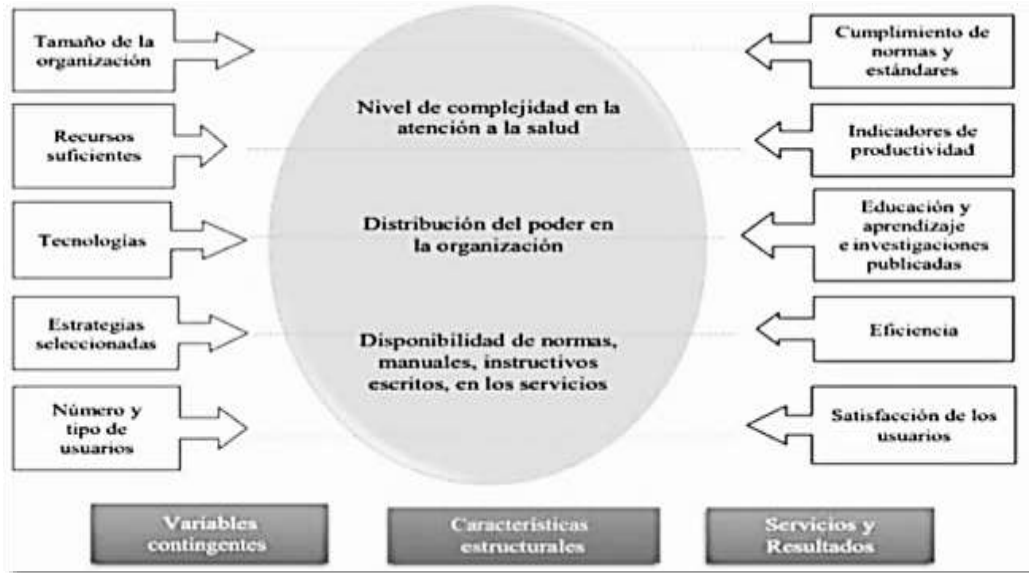 Tamaño de la
organización
Recursos
suficientes
Tecnologías
Estrategias
seleccionadas
Número y
tipo de
usuarios
Nivel de complejidad en la
atención a la salud
Distribución del poder en
la organización
Disponibilidad de normas,
manuales, instructivos
escritos, en los servicios
Cumplimiento de
normas y
estándares
Indicadores de
productividad
Educación y
aprendizaje
e investigaciones
publicadas
Eficiencia
Satisfacción de los
usuarios
Variables
contingentes
Características
estructurales
Servicios y
Resultados